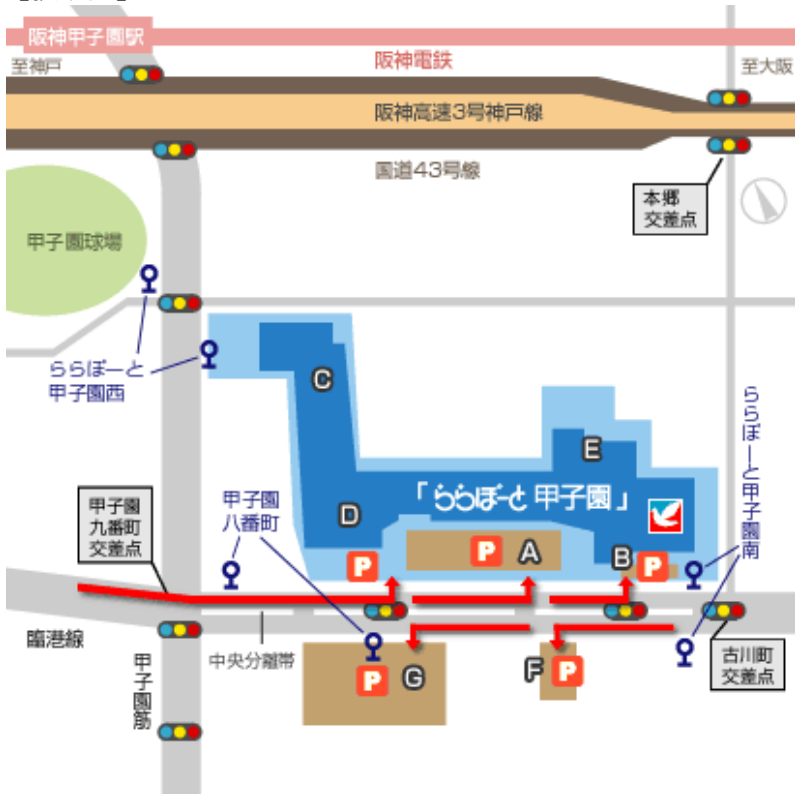 阪神甲子園駅
至神戸
阪神電鉄
至大阪
阪神高速3号神戸線
国道43号線
本郷
交差点
甲子園球場
ららぽーと
甲子園西
C
E
ららぽーと甲子園南
「ららぽーと 甲子園」
甲子園
九番町
交差点
甲子園
八番町
D
P
P
A
B
P
臨港線
甲子園筋
中央分離帯
P
G
F
P
古川町
交差点